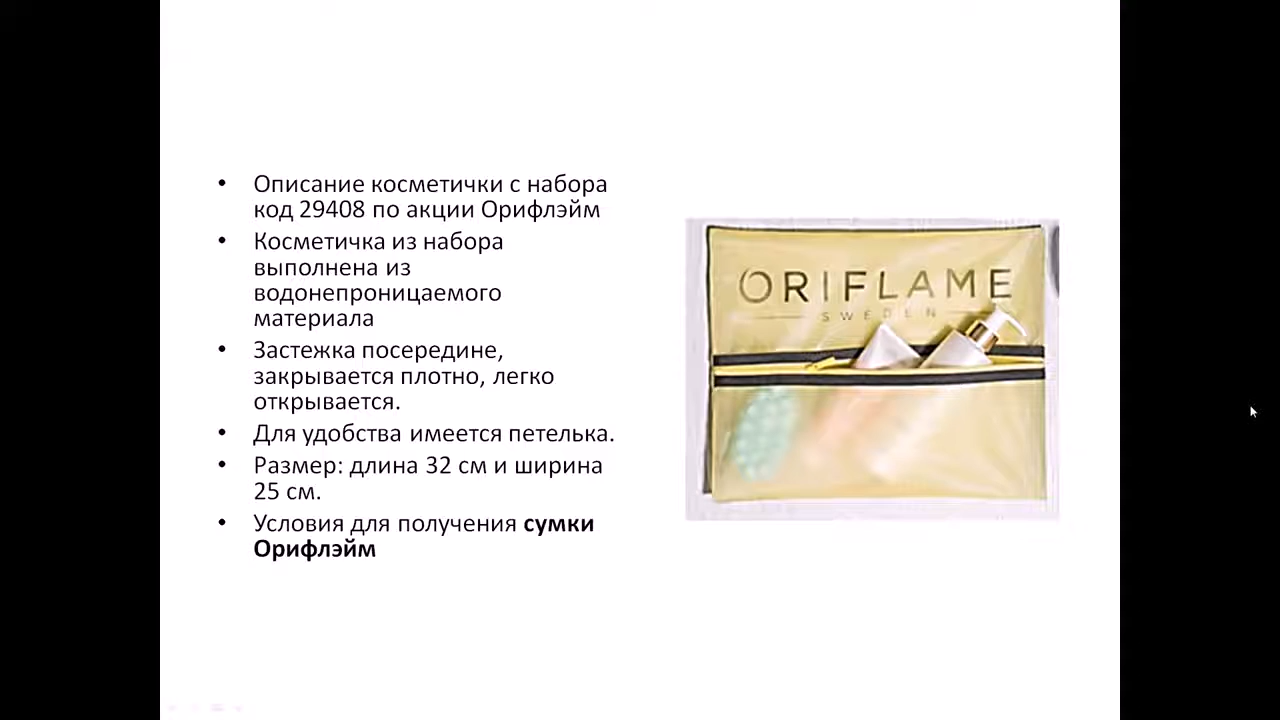 Описание косметички с набора
код 29408 по акции Орифлэйм
Косметичка из набора
выполнена из
водонепроницаемого
материала
Застежка посередине,
закрывается плотно, легко
открывается.
Для удобства имеется петелька.
Размер: длина 32 см и ширина
25 см.
Условия для получения сумки
Орифлэйм
ORIFLAME
SWEDEN